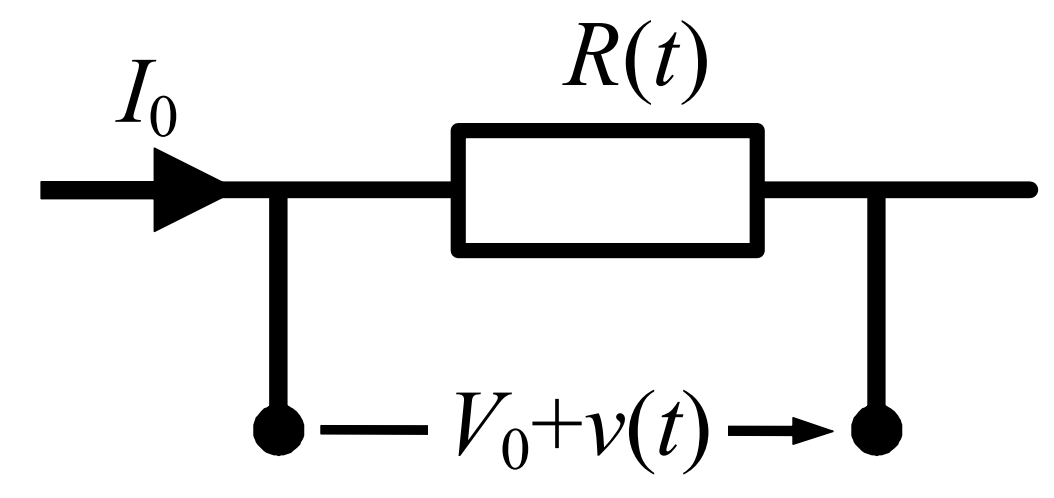 R(t)
I₀
V₀+v(t)